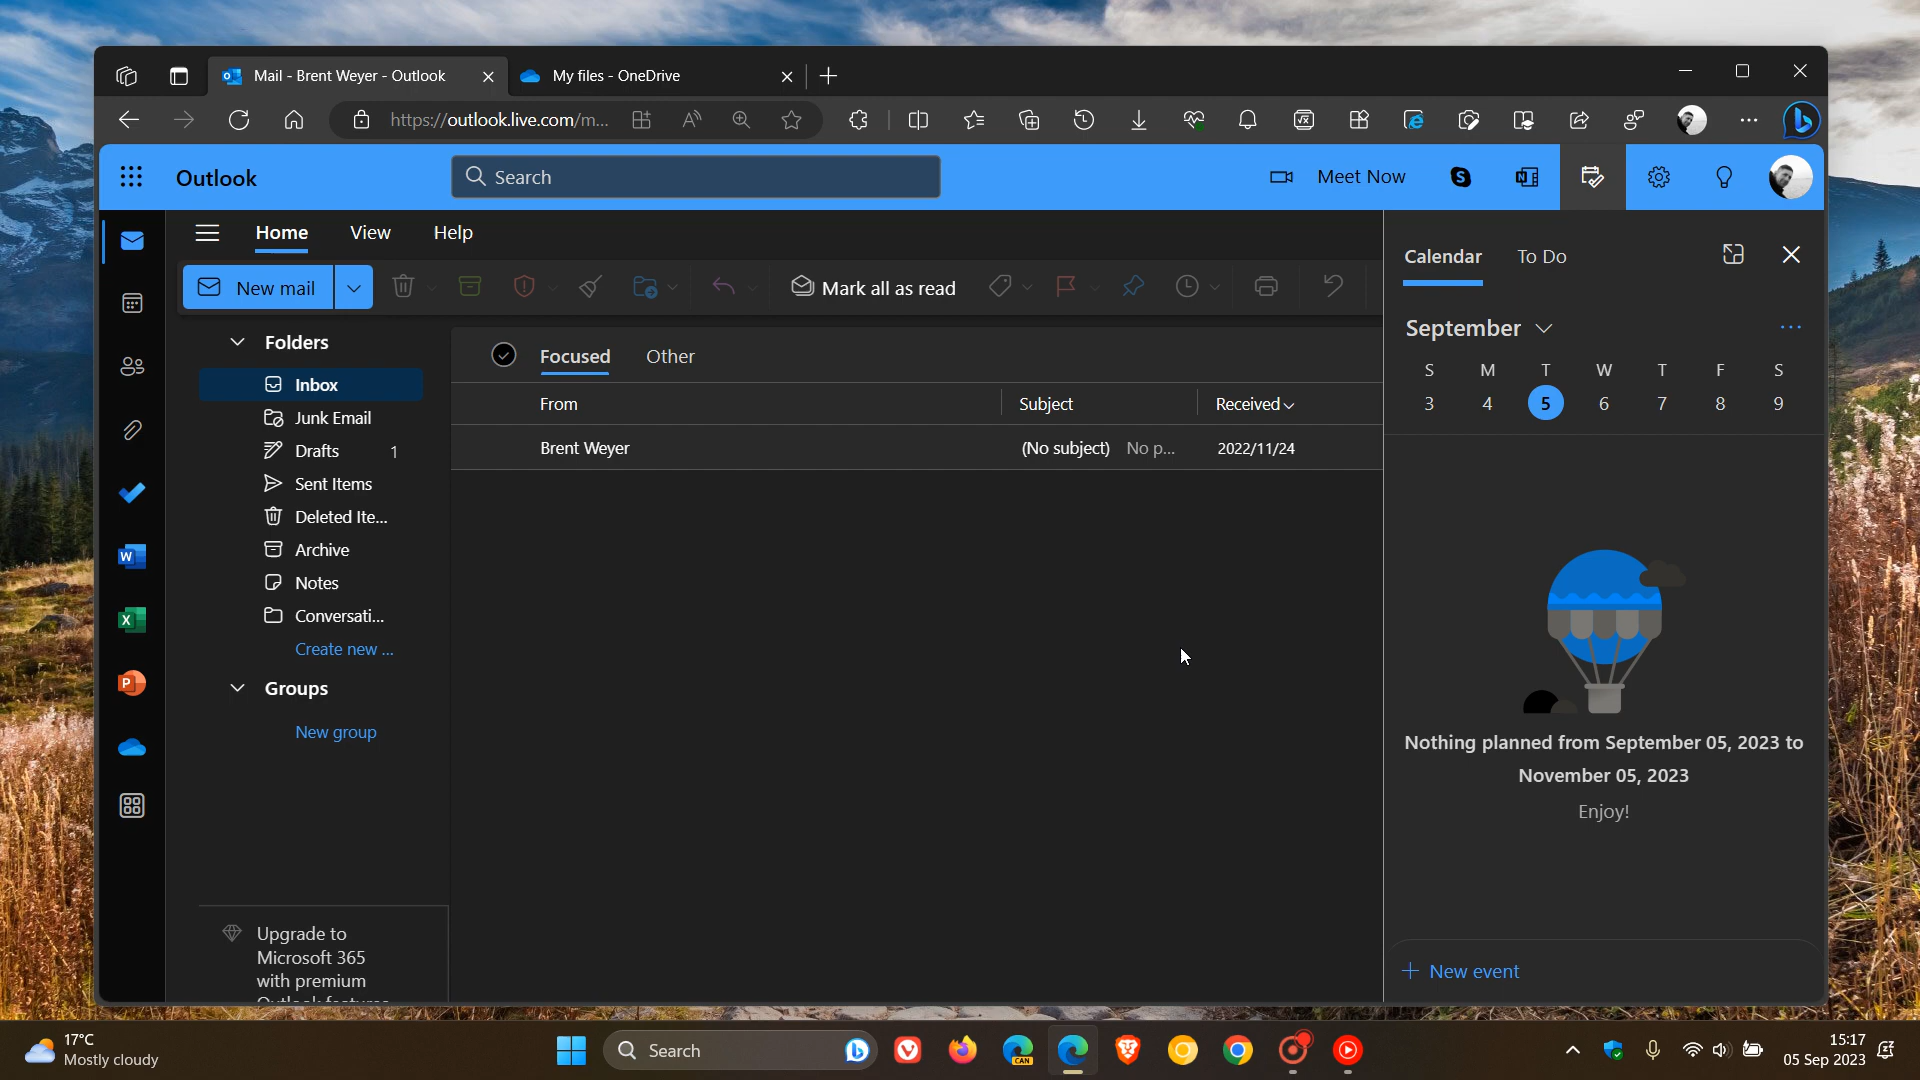 Mail - Brent Weyer - Outlook
My files - OneDrive
https://outlook.live.com/m...
Outlook
Search
Meet Now
Home
View
Help
New mail
Mark all as read
Folders
Inbox
Junk Email
Drafts 1
Sent Items
Deleted Ite...
Archive
Notes
Conversati...
Create new ...
Groups
New group
Upgrade to
Microsoft 365
with premium
Outlook features
Focused
Other
From
Subject
Received
Brent Weyer
(No subject) No p...
2022/11/24
Calendar
To Do
September
S M T W T F S
3 4 5 6 7 8 9
Nothing planned from September 05, 2023 to
November 05, 2023
Enjoy!
New event
17°C
Mostly cloudy
Search
CAN
15:17
05 Sep 2023